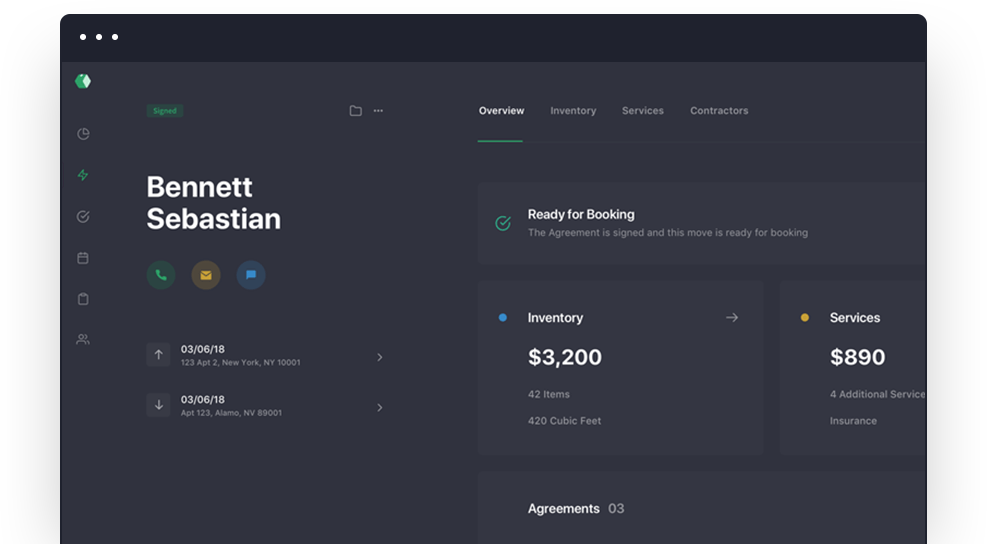 Signed
Bennett
Sebastian
03/06/18
123 Apt 2, New York, NY 10001
03/06/18
Apt 123, Alamo, NV 89001
Overview Inventory Services Contractors
Ready for Booking
The Agreement is signed and this move is ready for booking
Inventory
$3,200
42 Items
420 Cubic Feet
Services
$890
4 Additional Service
Insurance
Agreements 03